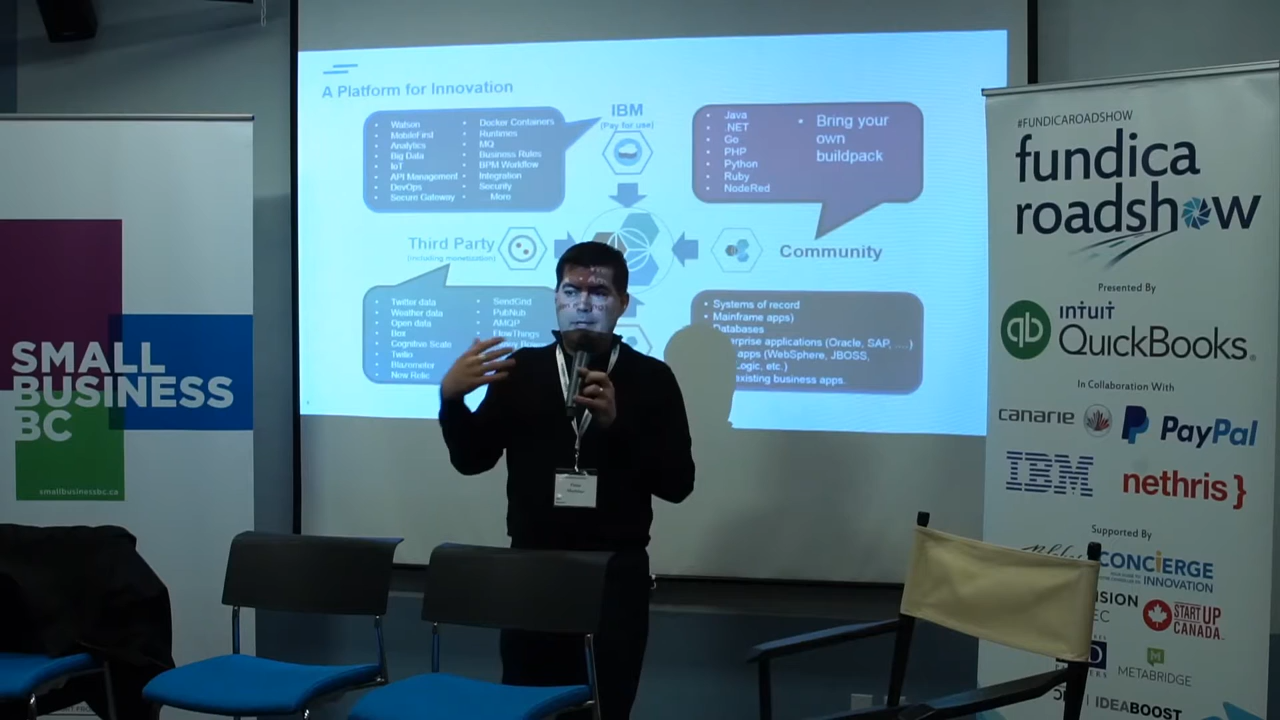 A Platform for Innovation
Watson
MobileFirst
Analytics
Big Data
IoT
API Management
DevOps
Secure Gateway
Docker Containers
Runtimes
MQ
Business Rules
BPM Workflow
Integration
Security
More
IBM
(Pay for use)
Java
.NET
Go
PHP
Python
Ruby
NodeRed
Bring your
own
buildpack
Third Party
(including monetization)
Community
Twitter data
Weather data
Open data
Box
Cognitive Scale
Twilio
Blazemeter
New Relic
SendGrid
PubNub
AMQP
FlowThings
Systems of record
Mainframe apps)
Databases
erprise applications (Oracle, SAP, ....)
apps (WebSphere, JBOSS,
Logic, etc.)
existing business apps.
SMALL
BUSINESS
BC
smallbusinessbc.ca
#FUNDICAROADSHOW
fundica
roadshow
Presented By
qb
intuit
QuickBooks.
In Collaboration With
canarie
PayPal
IBM
nethris}
Supported By
CONCIERGE
INNOVATION
STARTUP
CANADA
METABRIDGE
IDEABOOST